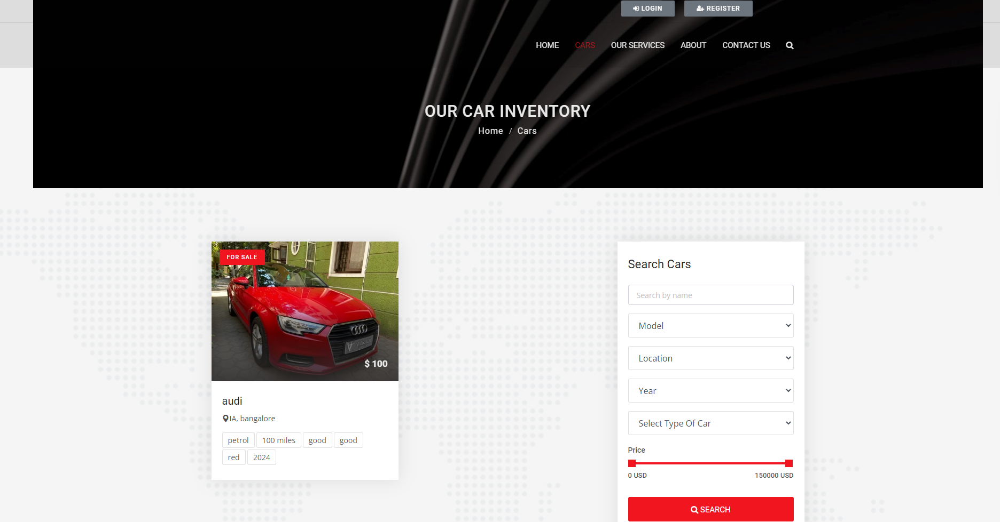 LOGIN REGISTER
HOME CARS OUR SERVICES ABOUT CONTACT US
OUR CAR INVENTORY
Home / Cars
FOR SALE
$ 100
audi
IA, bangalore
petrol 100 miles good good
red 2024
Search Cars
Search by name
Model
Location
Year
Select Type Of Car
Price
0 USD 150000 USD
SEARCH